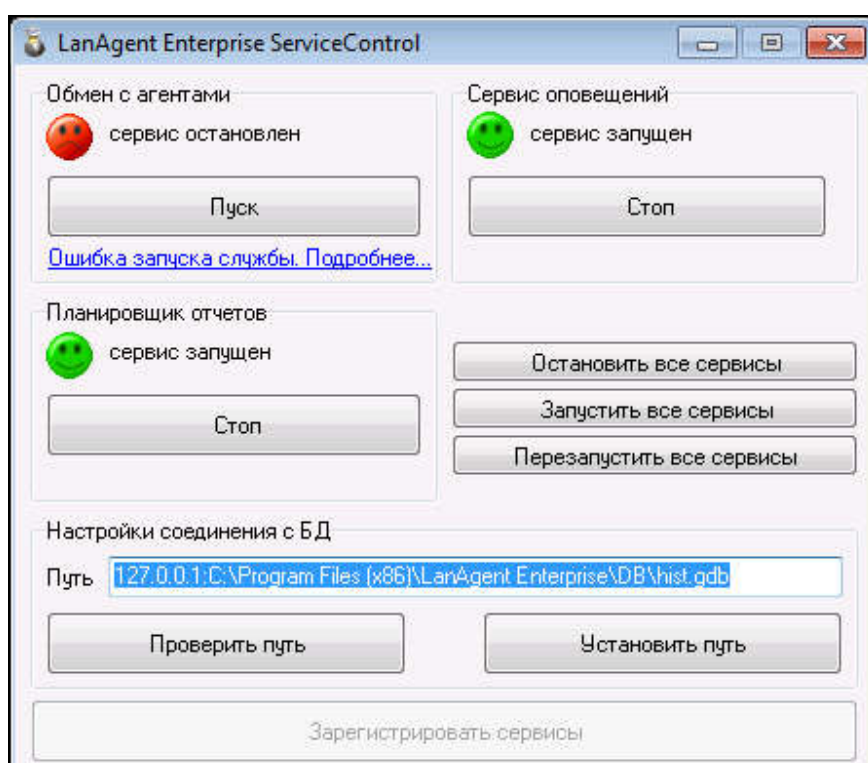 LanAgent Enterprise ServiceControl
Обмен с агентами
сервис остановлен
Пуск
Ошибка запуска службы. Подробнее...
Сервис оповещений
сервис запущен
Стоп
Планировщик отчетов
сервис запущен
Стоп
Остановить все сервисы
Запустить все сервисы
Перезапустить все сервисы
Настройки соединения с БД
Путь 127.0.0.1:C:\Program Files (x86)\LanAgent Enterprise\DB\hist.gdb
Проверить путь
Установить путь
Зарегистрировать сервисы